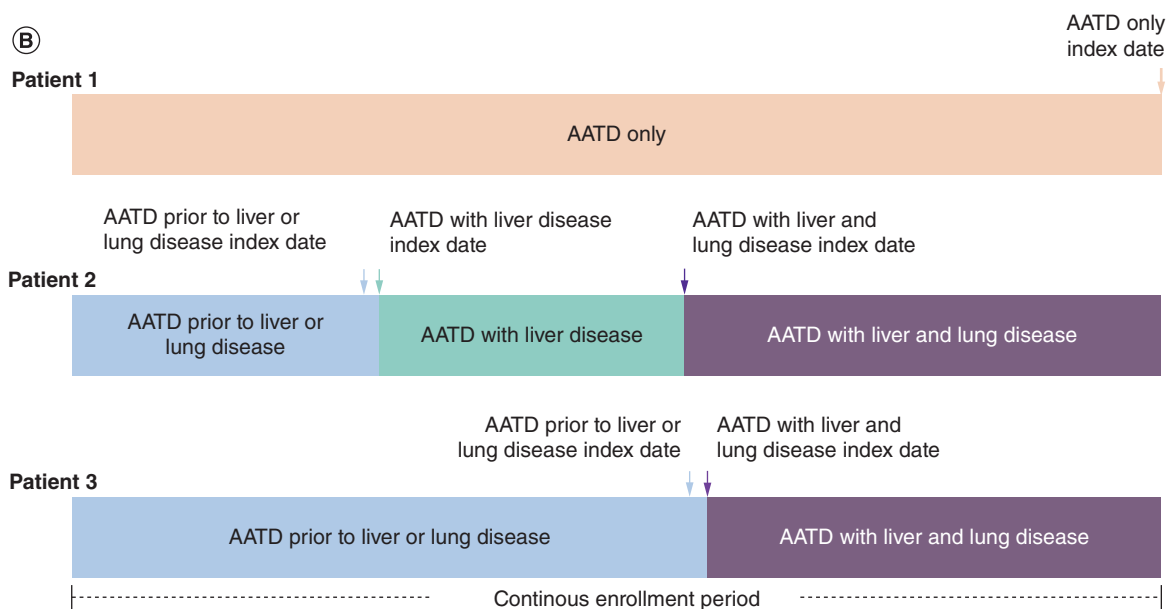 B
AATD only
index date
Patient 1
AATD only
AATD prior to liver or
lung disease index date
AATD with liver disease
index date
AATD with liver and
lung disease index date
Patient 2
AATD prior to liver or
lung disease
AATD with liver disease
AATD with liver and lung disease
AATD prior to liver or
lung disease index date
AATD with liver and
lung disease index date
Patient 3
AATD prior to liver or lung disease
AATD with liver and lung disease
Continous enrollment period